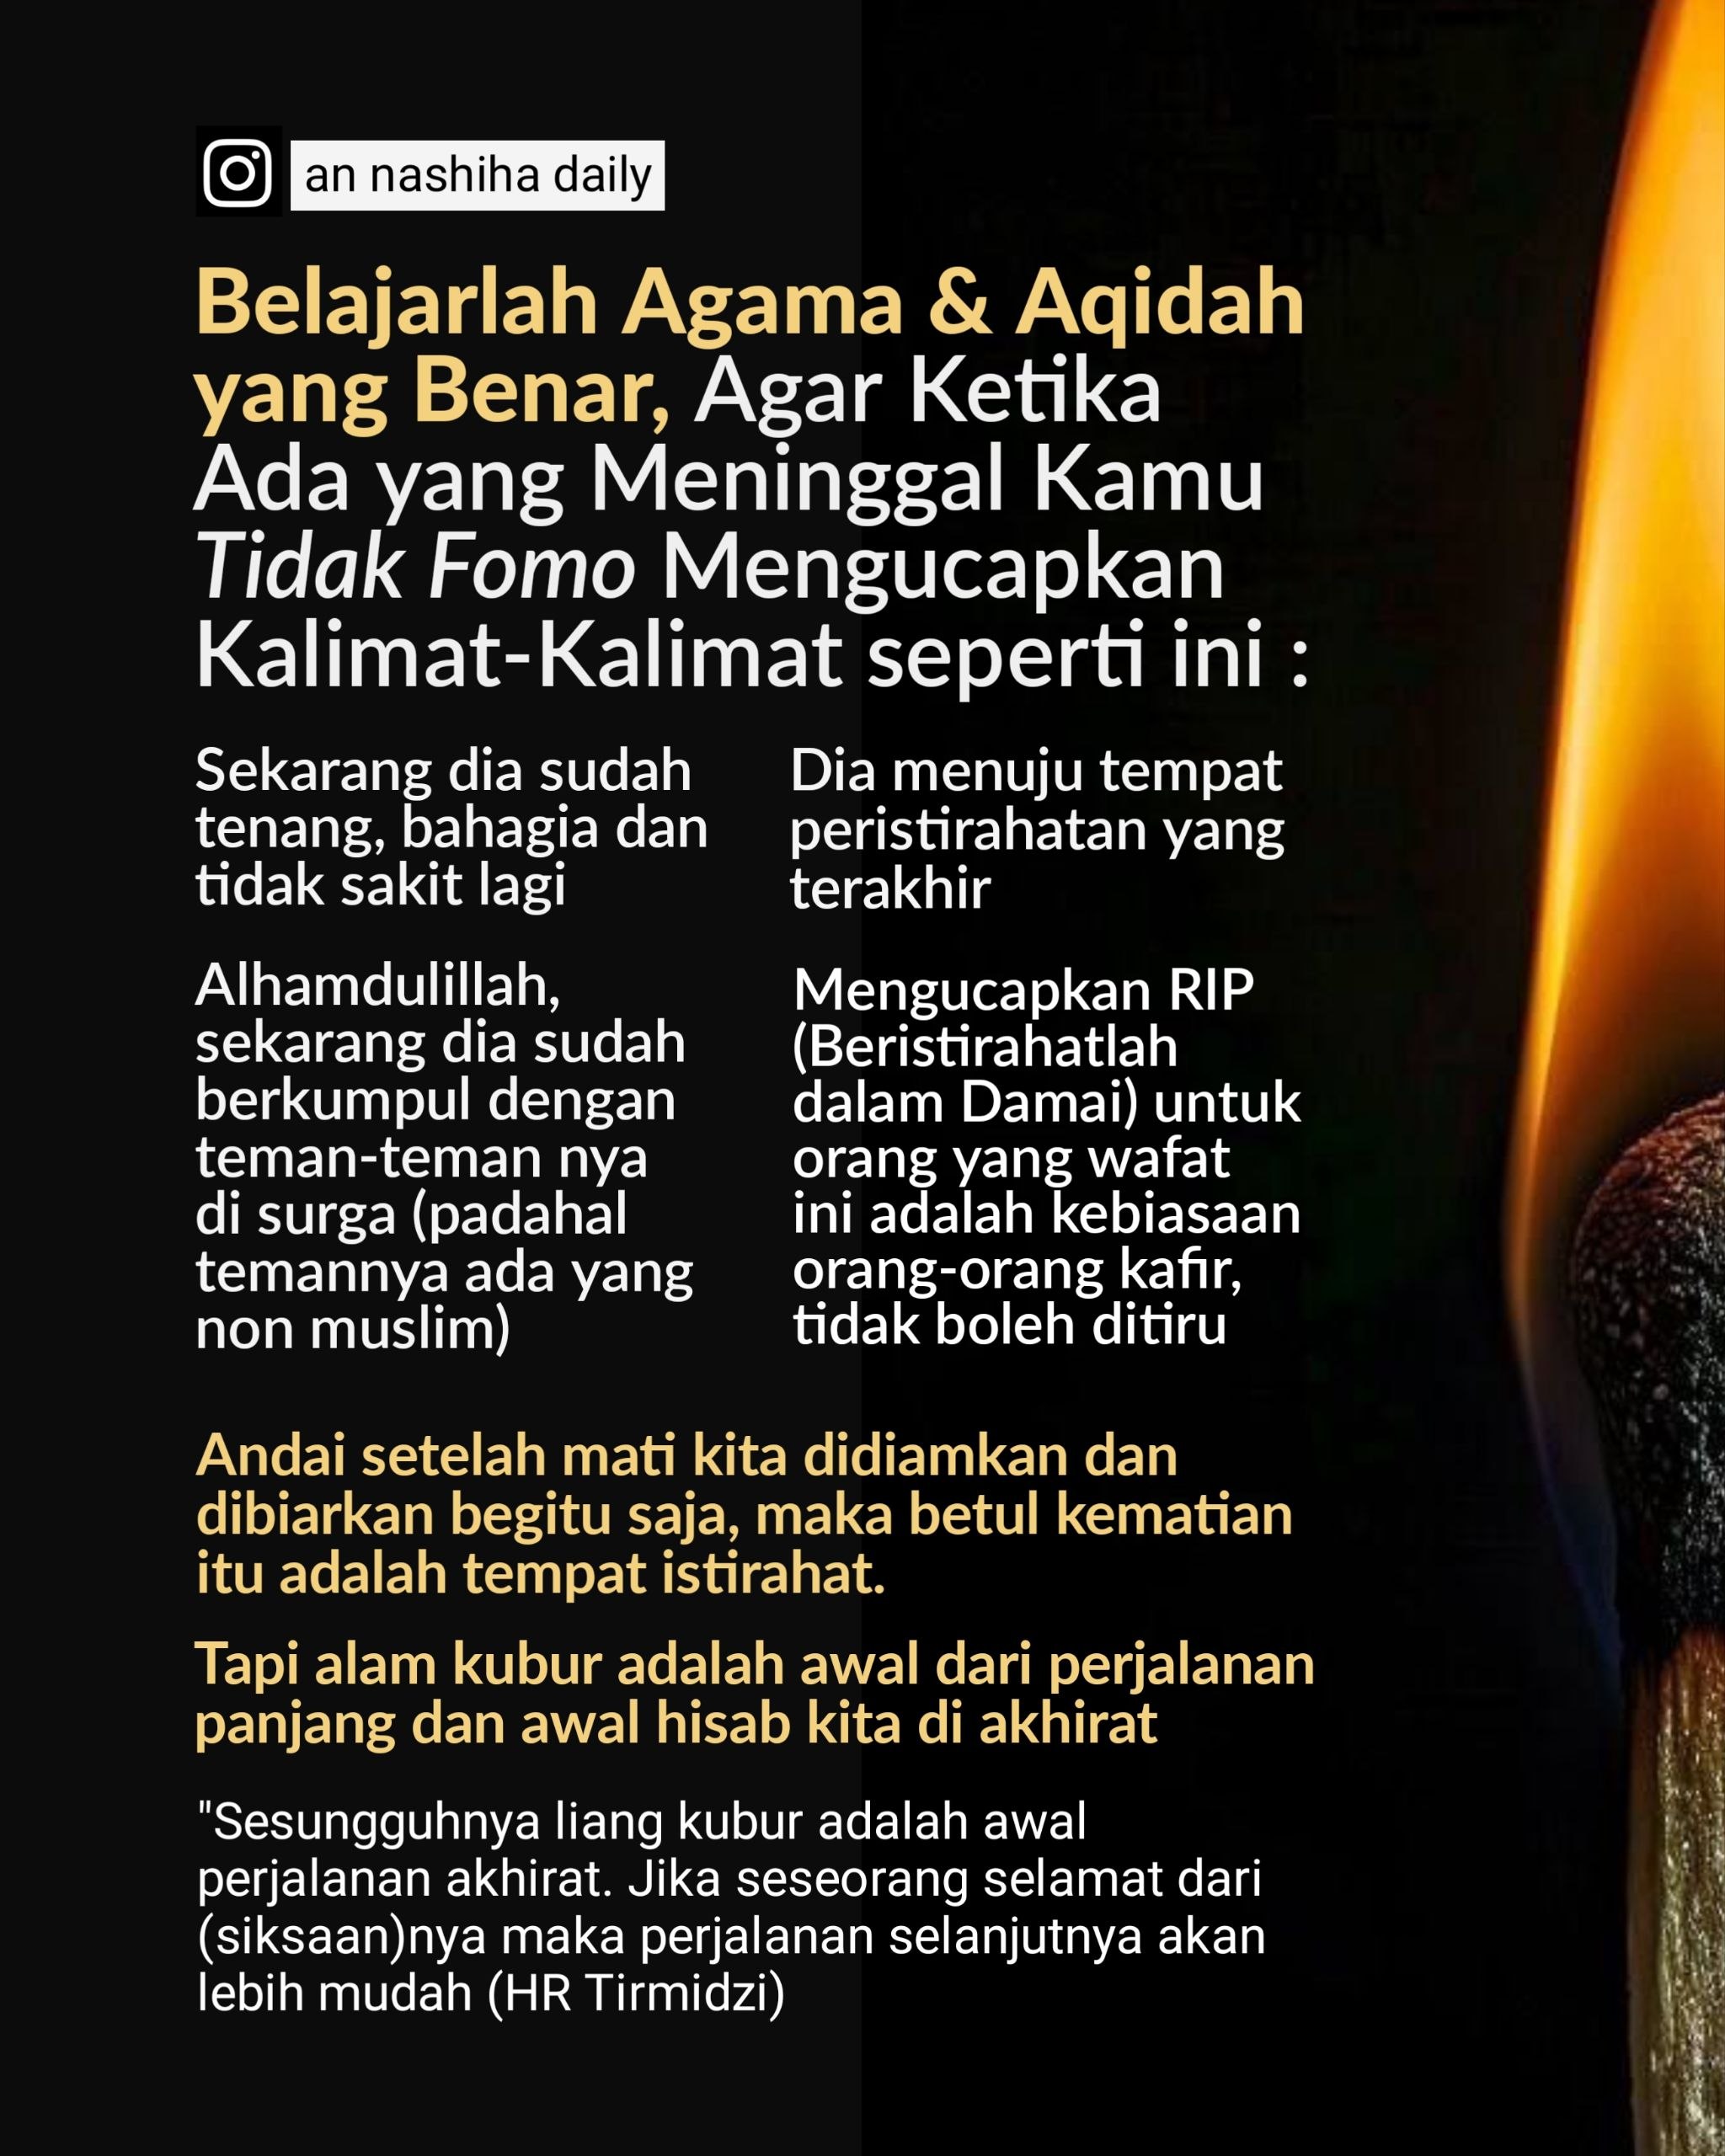 an nashiha daily
Belajarlah Agama & Aqidah
yang Benar, Agar Ketika
Ada yang Meninggal Kamu
Tidak Fomo Mengucapkan
Kalimat-Kalimat seperti ini :
Sekarang dia sudah
tenang, bahagia dan
tidak sakit lagi
Alhamdulillah,
sekarang dia sudah
berkumpul dengan
teman-teman nya
di surga (padahal
temannya ada yang
non muslim)
Dia menuju tempat
peristirahatan yang
terakhir
Mengucapkan RIP
(Beristirahatlah
dalam Damai) untuk
orang yang wafat
ini adalah kebiasaan
orang-orang kafir,
tidak boleh ditiru
Andai setelah mati kita didiamkan dan
dibiarkan begitu saja, maka betul kematian
itu adalah tempat istirahat.
Tapi alam kubur adalah awal dari perjalanan
panjang dan awal hisab kita di akhirat
"Sesungguhnya liang kubur adalah awal
perjalanan akhirat. Jika seseorang selamat dari
(siksaan)nya maka perjalanan selanjutnya akan
lebih mudah (HR Tirmidzi)